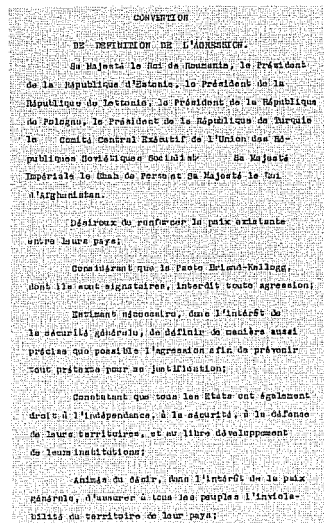 CONVENTION
DE DEFINITION DE L'AGRESSION.
Sa Majesté le Roi de Roumanie, le Président
de la République d'Estonie, le Président de la
République de Lettonie, le Président de la République
de Pologne, le Président de la République de Turquie
le Comité Central Exécutif de l'Union des Ré-
publiques Soviétiques Socialist Sa Majesté
Impériale le Shah de Perse et Sa Majesté le Roi
d'Afghanistan.
Désireux de renforcer la paix existante
entre leurs pays;
Considérant que le Pacte Briand-Kellogg,
dont ils sont signataires, interdit toute agression;
Estimant nécessaire, dans l'intérêt de
la sécurité générale, de définir de manière aussi
précise que possible l'agression afin de prévenir
tout prétexte pour sa justification;
Constatant que tous les Etats ont également
droit à l'indépendance, à la sécurité, à la défense
de leurs territoires, et au libre développement
de leurs institutions;
Animés du désir, dans l'intérêt de la paix
générale, d'assurer à tous les peuples l'inviola-
bilité du territoire de leur pays;